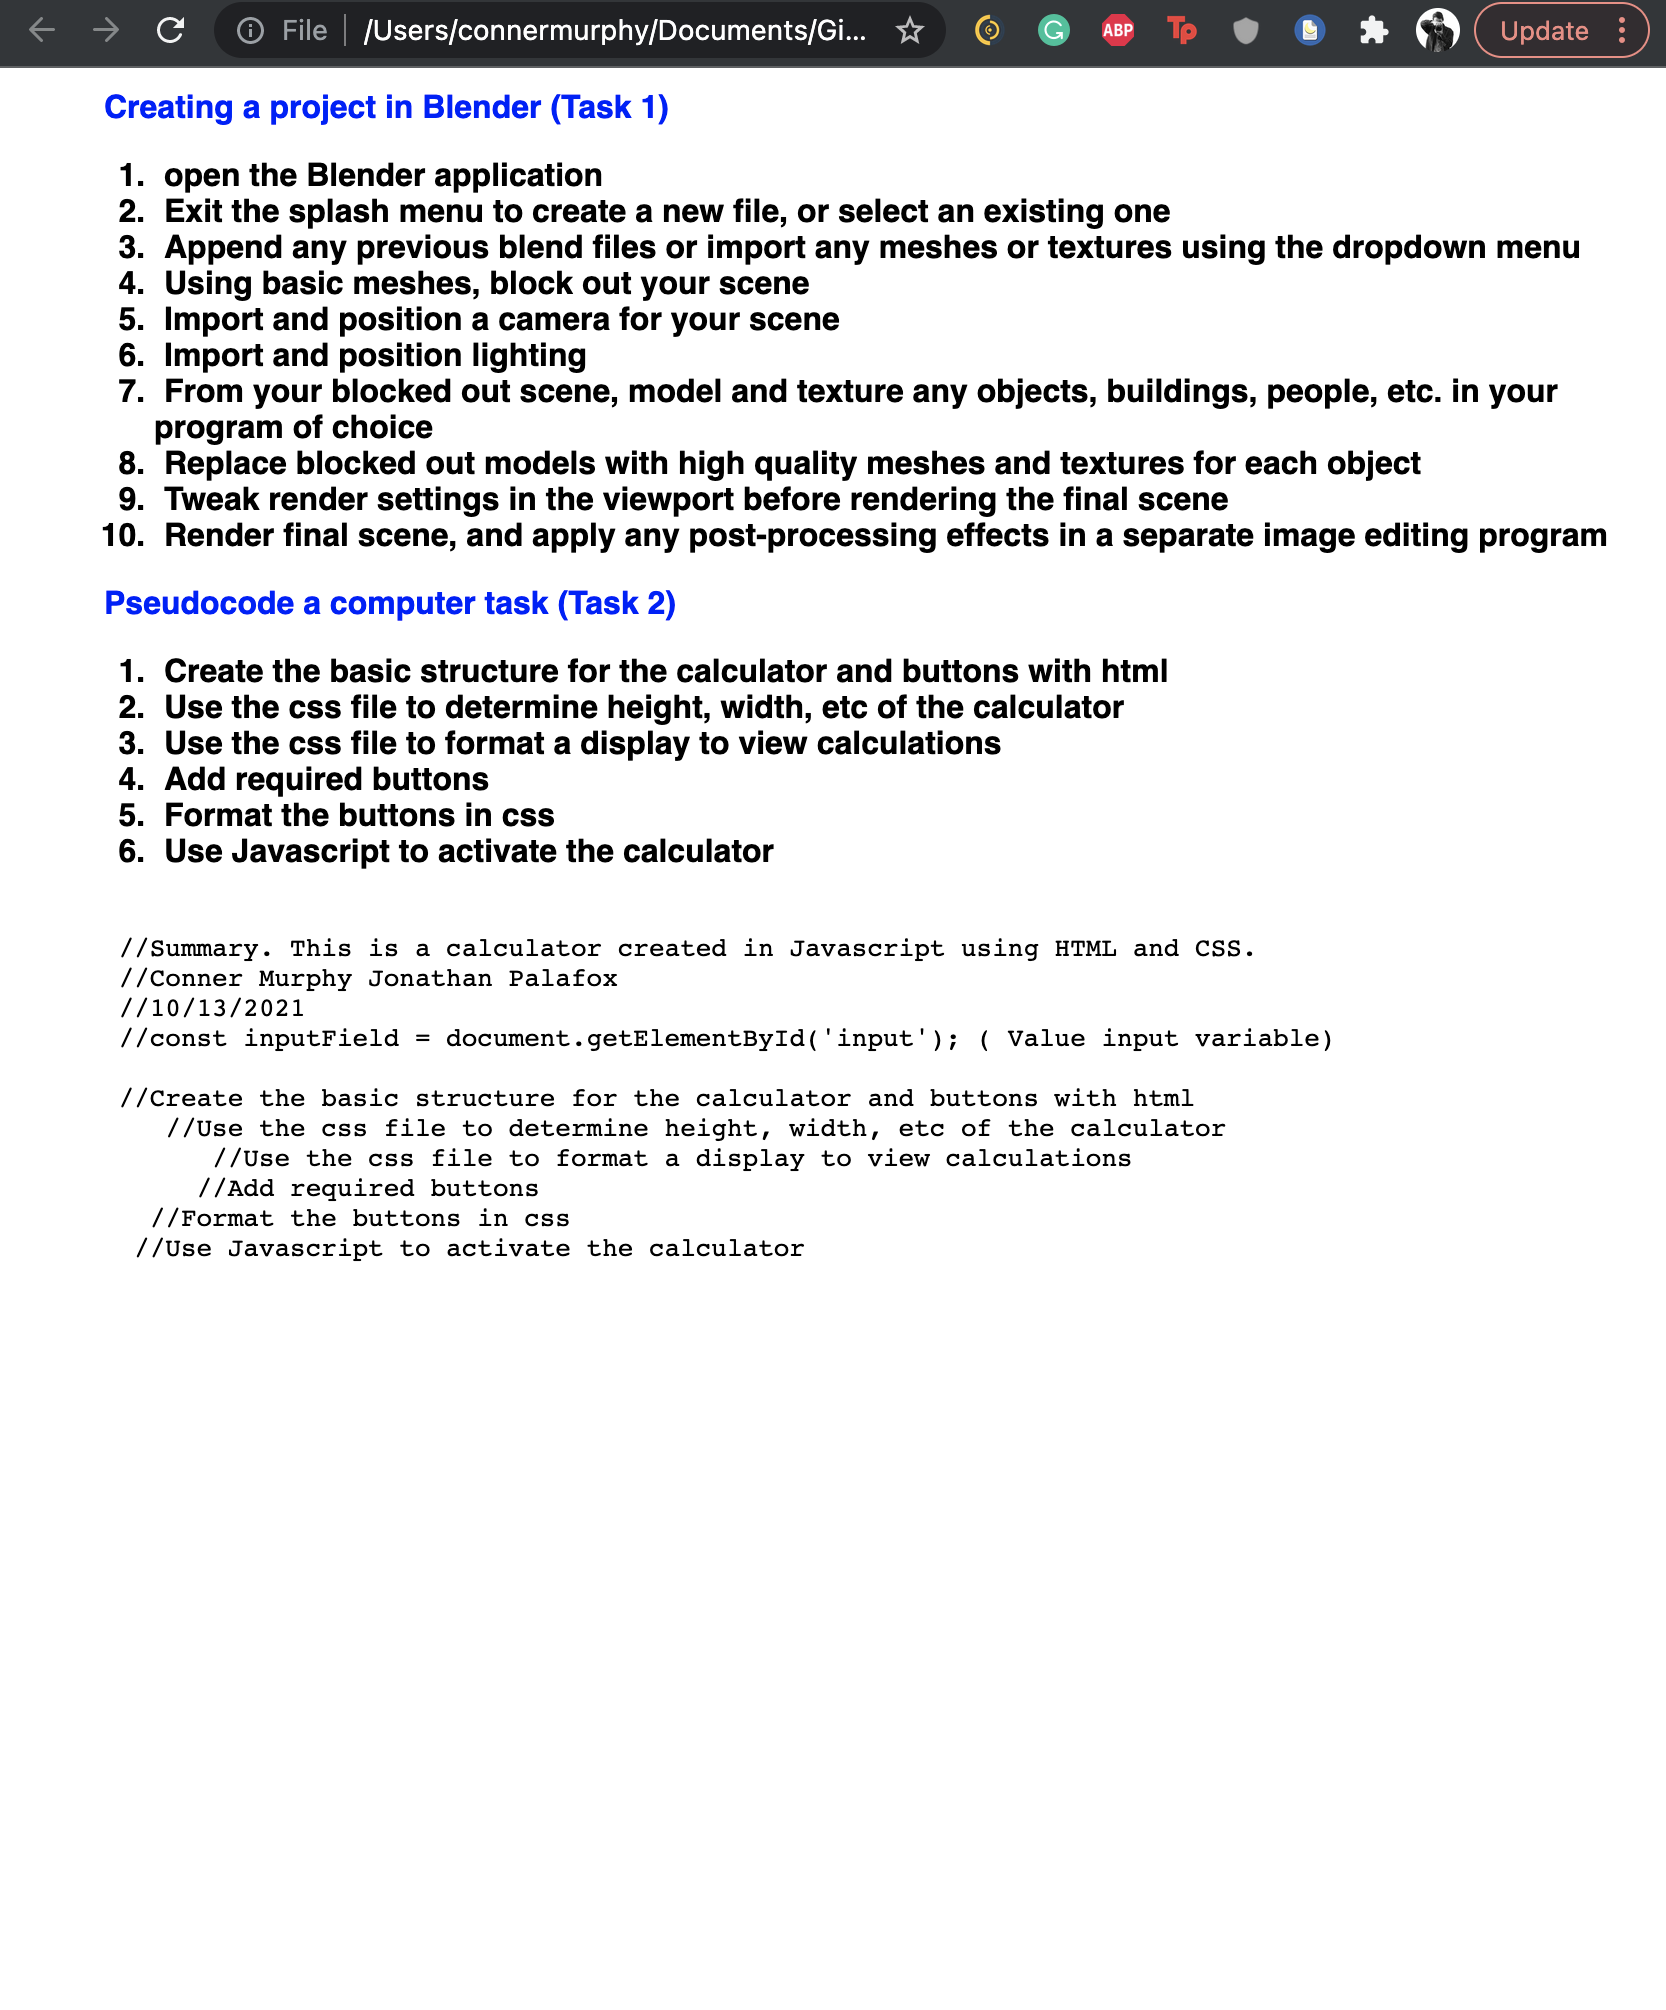 File /Users/connermurphy/Documents/Gi... ABP Tp Update
Creating a project in Blender (Task 1)
1. open the Blender application
2. Exit the splash menu to create a new file, or select an existing one
3. Append any previous blend files or import any meshes or textures using the dropdown menu
4. Using basic meshes, block out your scene
5. Import and position a camera for your scene
6. Import and position lighting
7. From your blocked out scene, model and texture any objects, buildings, people, etc. in your
program of choice
8. Replace blocked out models with high quality meshes and textures for each object
9. Tweak render settings in the viewport before rendering the final scene
10. Render final scene, and apply any post-processing effects in a separate image editing program
Pseudocode a computer task (Task 2)
1. Create the basic structure for the calculator and buttons with html
2. Use the css file to determine height, width, etc of the calculator
3. Use the css file to format a display to view calculations
4. Add required buttons
5. Format the buttons in css
6. Use Javascript to activate the calculator
//Summary. This is a calculator created in Javascript using HTML and CSS.
//Conner Murphy Jonathan Palafox
//10/13/2021
//const inputField = document.getElementById('input'); ( Value input variable)
//Create the basic structure for the calculator and buttons with html
//Use the css file to determine height, width, etc of the calculator
//Use the css file to format a display to view calculations
//Add required buttons
//Format the buttons in css
//Use Javascript to activate the calculator